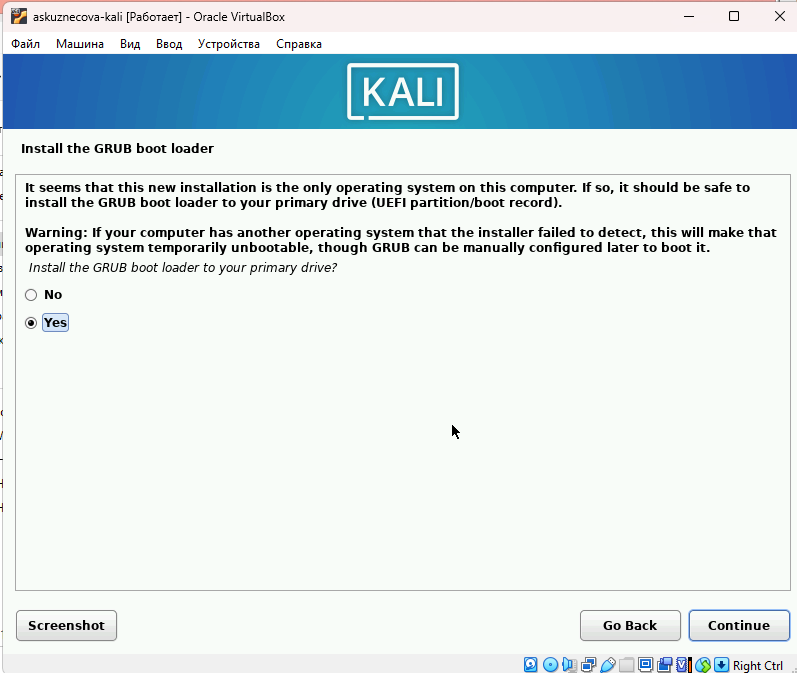 askuznecova-kali [Работает] - Oracle VirtualBox
Файл Машина Вид Ввод Устройства Справка
KALI
Install the GRUB boot loader
It seems that this new installation is the only operating system on this computer. If so, it should be safe to
install the GRUB boot loader to your primary drive (UEFI partition/boot record).
Warning: If your computer has another operating system that the installer failed to detect, this will make that
operating system temporarily unbootable, though GRUB can be manually configured later to boot it.
Install the GRUB boot loader to your primary drive?
No
Yes
Screenshot Go Back Continue
Right Ctrl